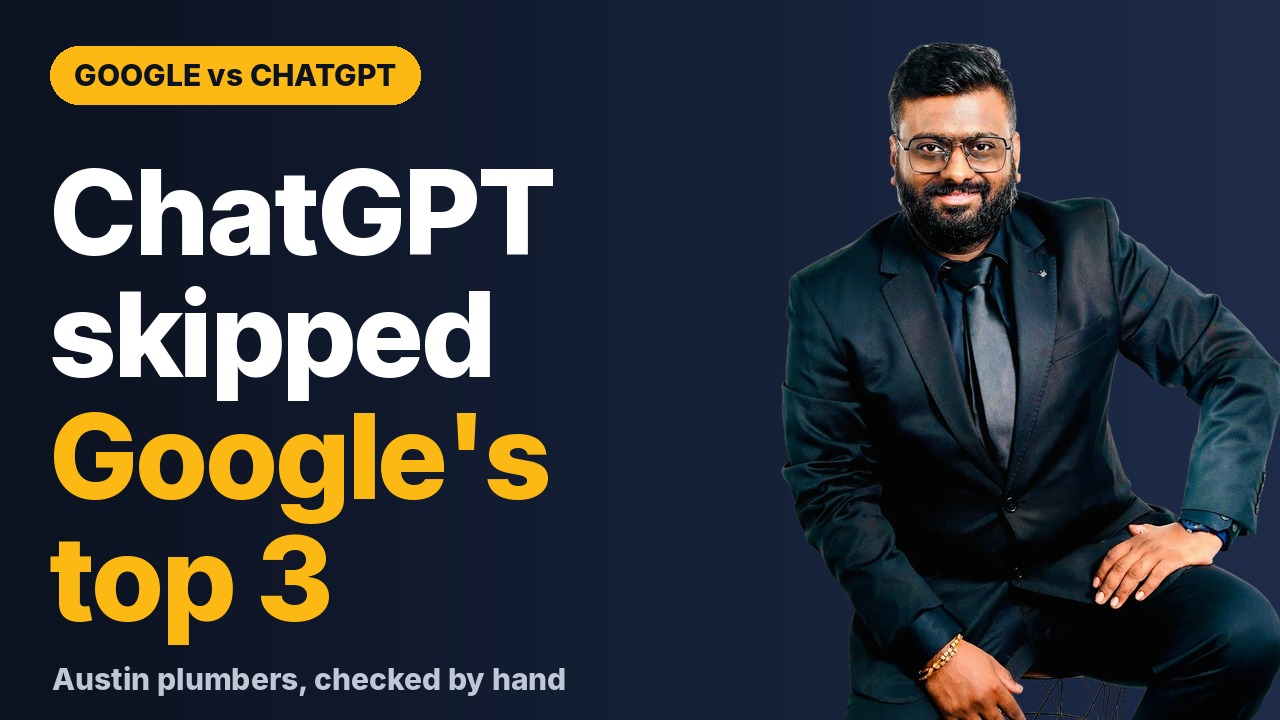 GOOGLE vs CHATGPT
ChatGPT
skipped
Google's
top 3
Austin plumbers, checked by hand